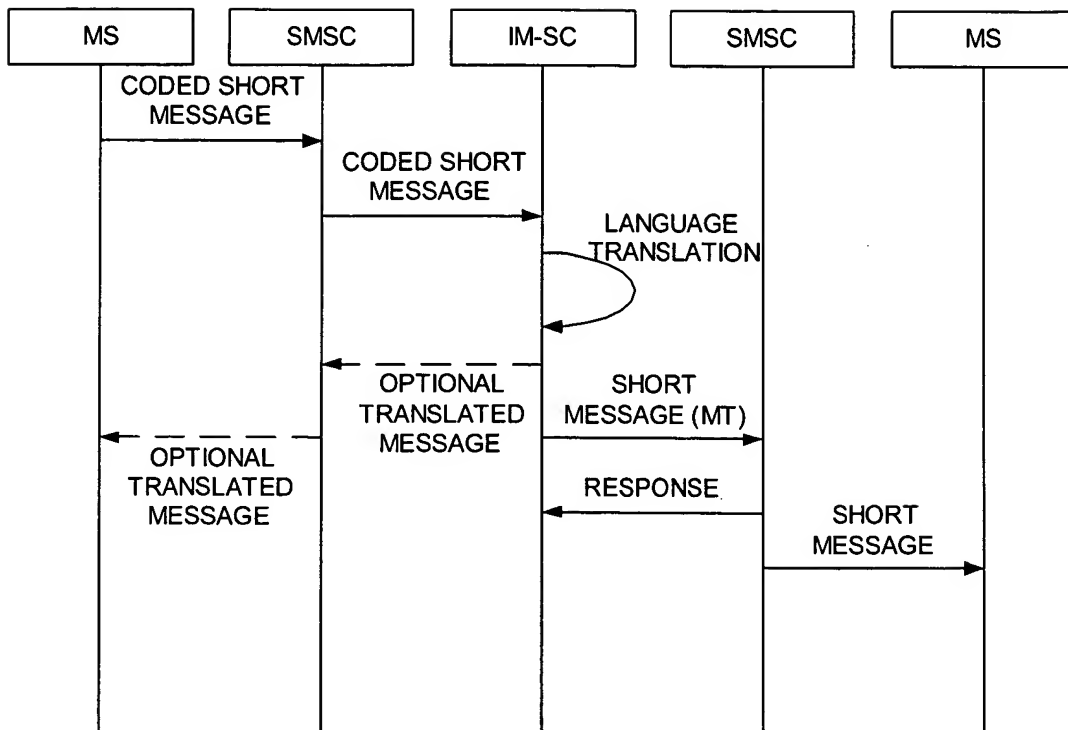 MS
SMSC
IM-SC
SMSC
MS
CODED SHORT
MESSAGE
CODED SHORT
MESSAGE
LANGUAGE
TRANSLATION
OPTIONAL
TRANSLATED
MESSAGE
SHORT
MESSAGE (MT)
OPTIONAL
TRANSLATED
MESSAGE
RESPONSE
SHORT
MESSAGE